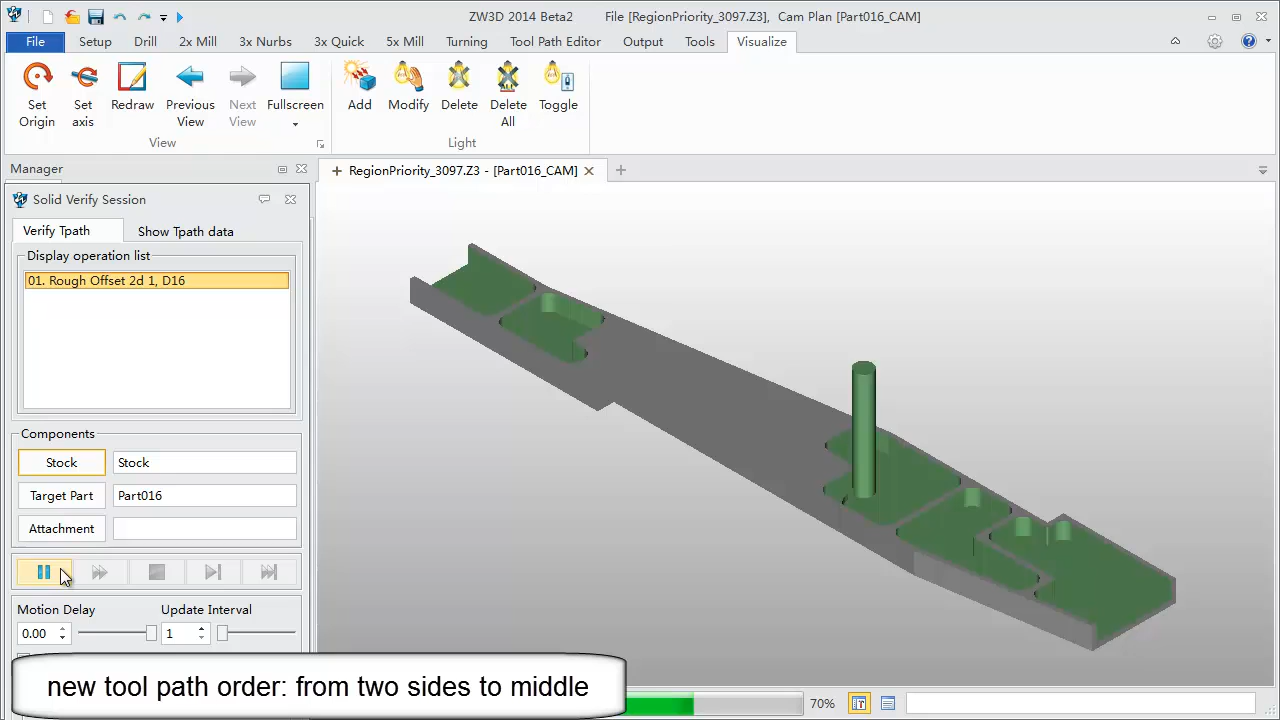 ZW3D 2014 Beta2 File [RegionPriority_3097.Z3], Cam Plan [Part016_CAM]
File Setup Drill 2x Mill 3x Nurbs 3x Quick 5x Mill Turning Tool Path Editor Output Tools Visualize
Set Origin
Set axis
Redraw
Previous View
Next View
Fullscreen
Add
Modify
Delete
Delete All
Toggle
View
Light
Manager
RegionPriority_3097.Z3 - [Part016_CAM]
Solid Verify Session
Verify Tpath Show Tpath data
Display operation list
01. Rough Offset 2d 1, D16
Components
Stock Stock
Target Part Part016
Attachment
Motion Delay Update Interval
0.00 1
new tool path order: from two sides to middle
70%